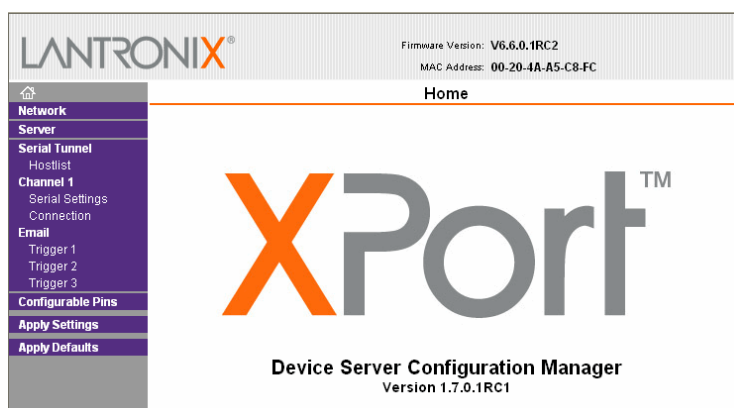 LANTRONIX®
Firmware Version: V6.6.0.1RC2
MAC Address: 00-20-4A-A5-C8-FC
Home
Network
Server
Serial Tunnel
Hostlist
Channel 1
Serial Settings
Connection
Email
Trigger 1
Trigger 2
Trigger 3
Configurable Pins
Apply Settings
Apply Defaults
XPort™
Device Server Configuration Manager
Version 1.7.0.1RC1